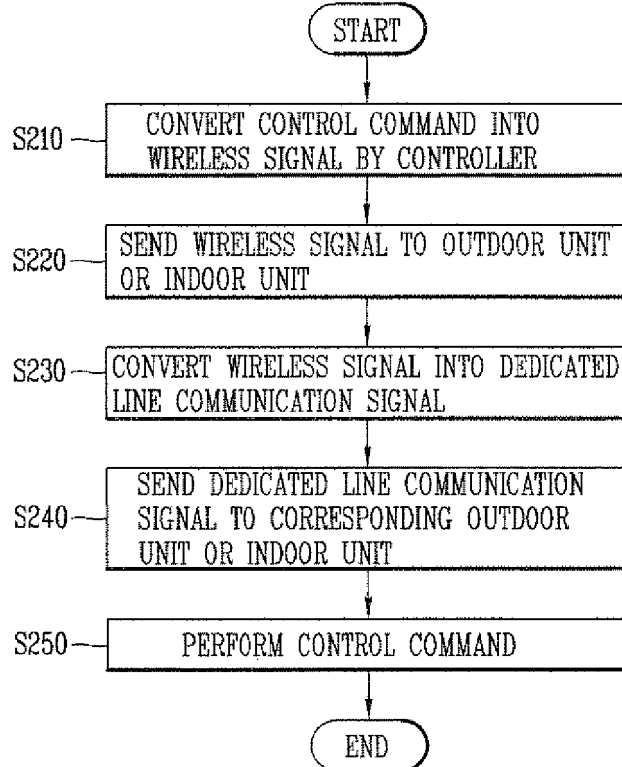 START
S210
CONVERT CONTROL COMMAND INTO
WIRELESS SIGNAL BY CONTROLLER
S220
SEND WIRELESS SIGNAL TO OUTDOOR UNIT
OR INDOOR UNIT
S230
CONVERT WIRELESS SIGNAL INTO DEDICATED
LINE COMMUNICATION SIGNAL
S240
SEND DEDICATED LINE COMMUNICATION
SIGNAL TO CORRESPONDING OUTDOOR
UNIT OR INDOOR UNIT
S250
PERFORM CONTROL COMMAND
END